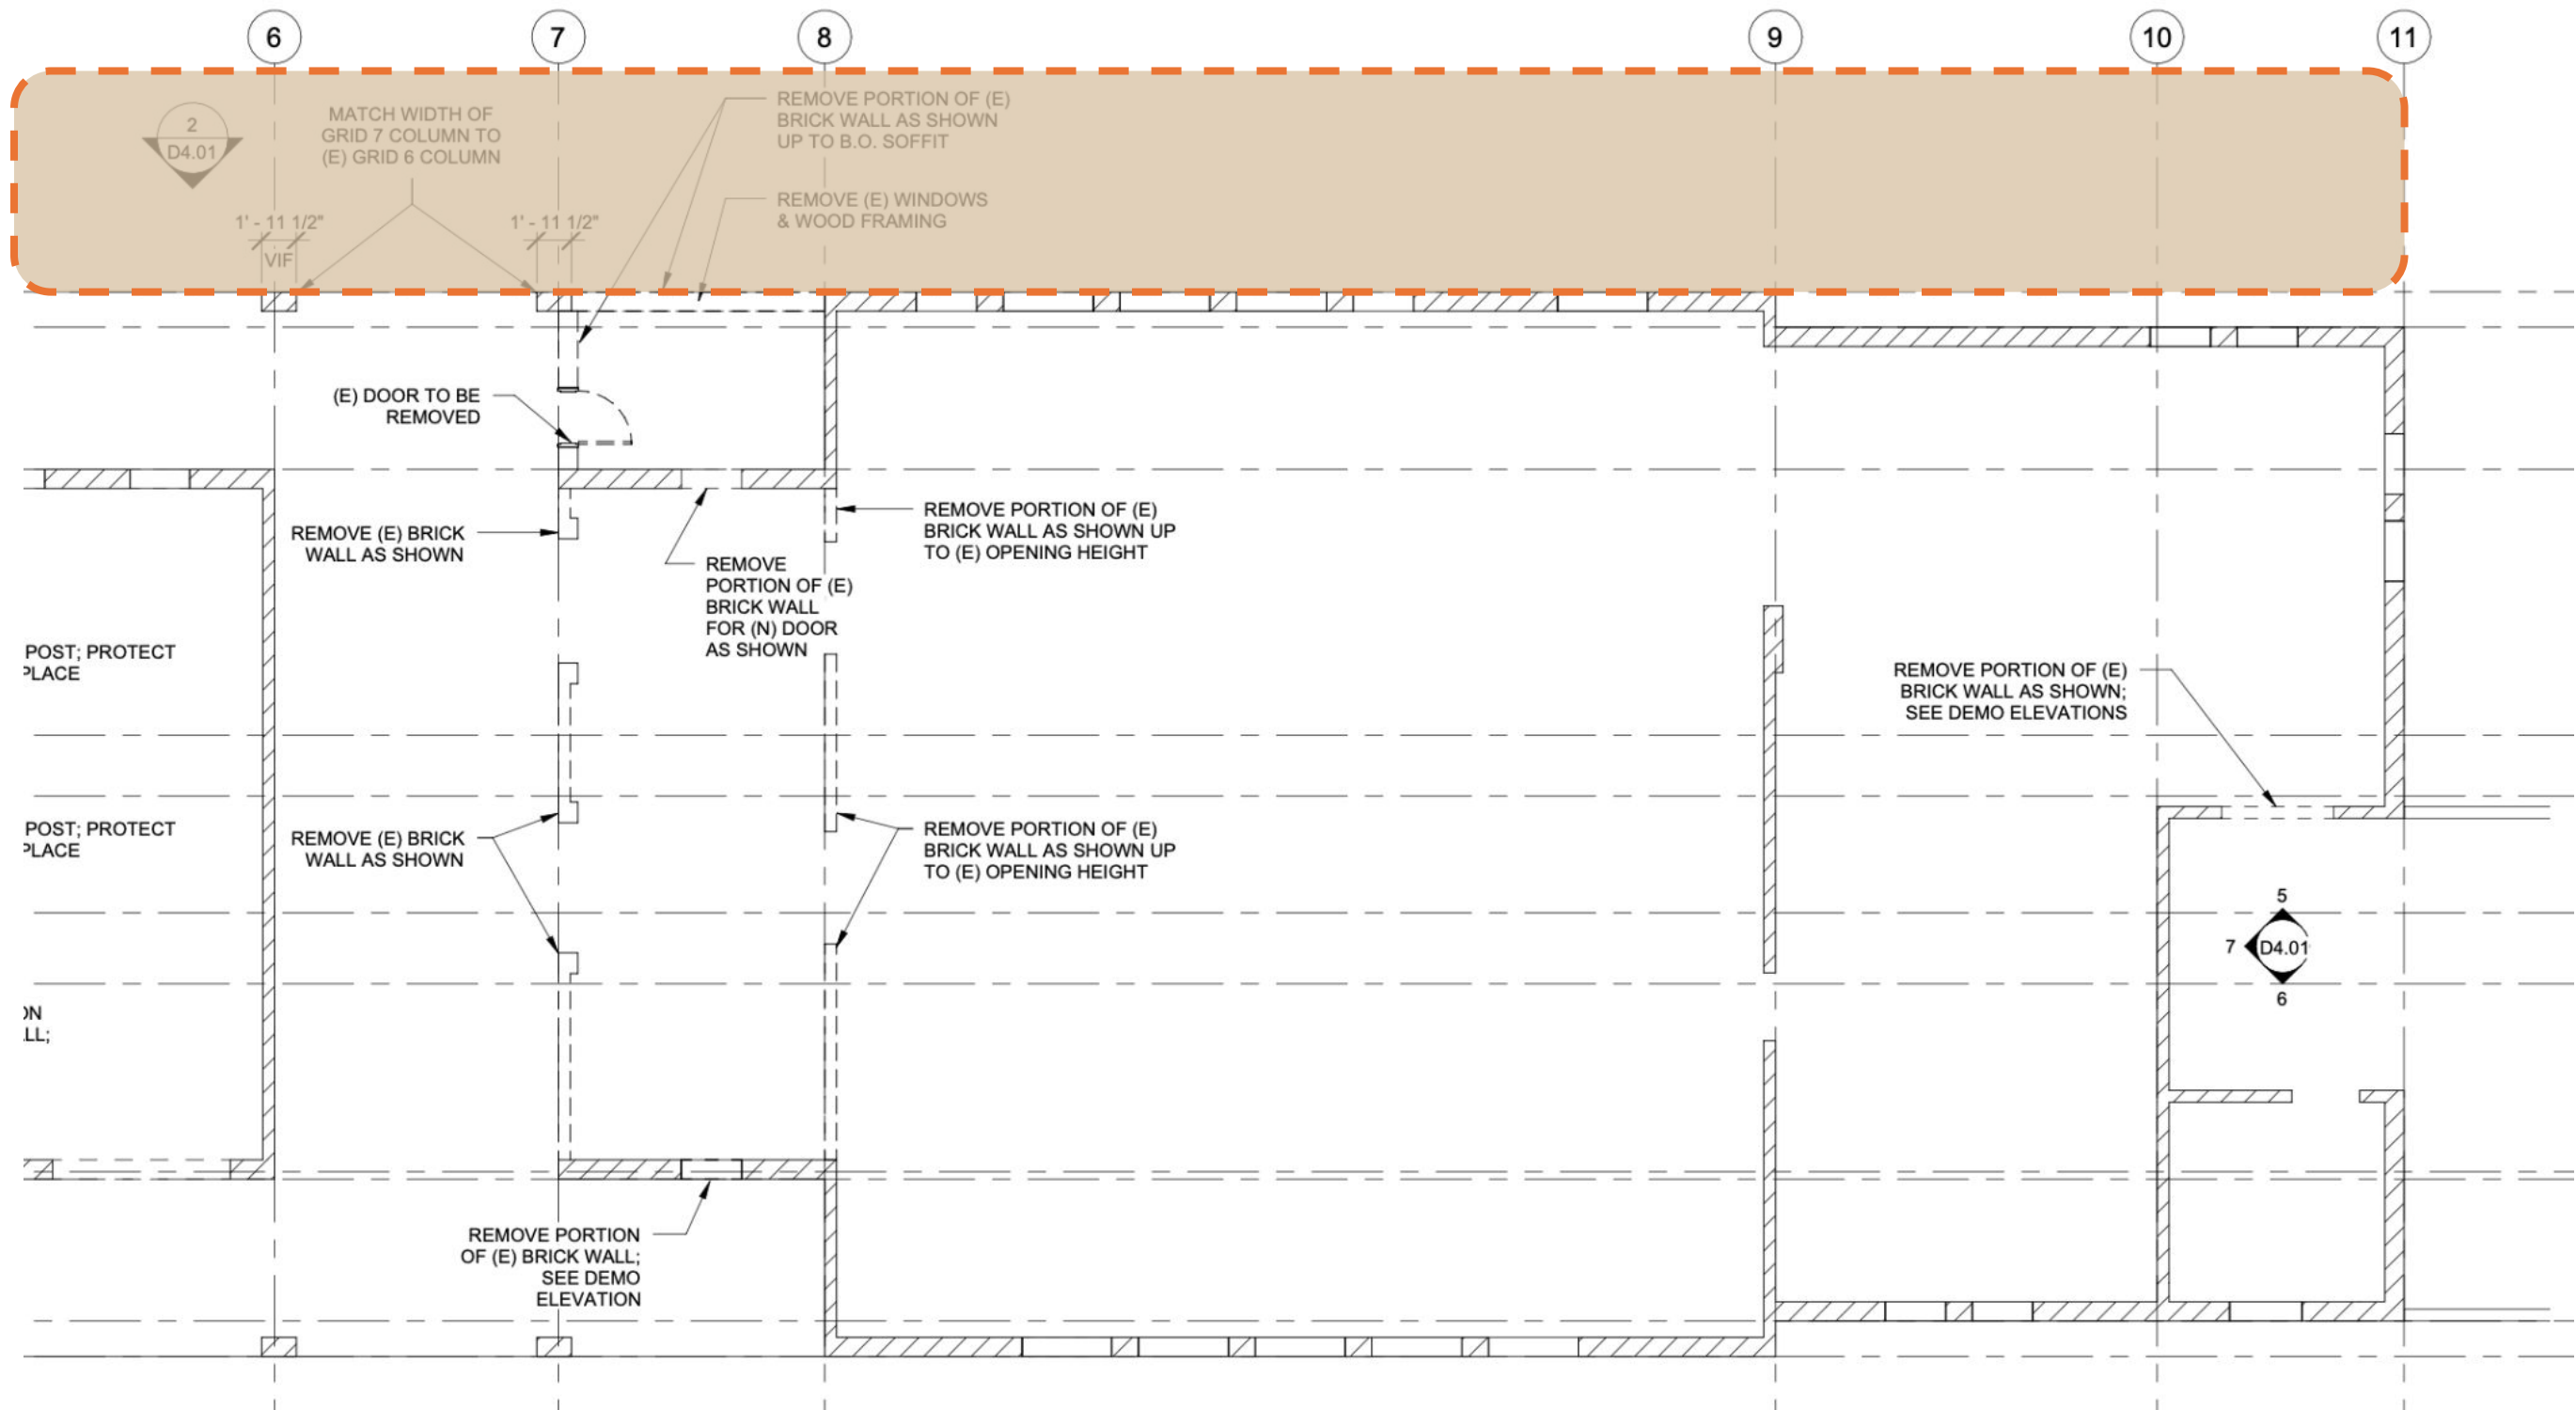 6
7
8
9
10
11
2
D4.01
MATCH WIDTH OF
GRID 7 COLUMN TO
(E) GRID 6 COLUMN
REMOVE PORTION OF (E)
BRICK WALL AS SHOWN
UP TO B.O. SOFFIT
REMOVE (E) WINDOWS
& WOOD FRAMING
1' - 11 1/2"
VIF
1' - 11 1/2"
(E) DOOR TO BE
REMOVED
REMOVE (E) BRICK
WALL AS SHOWN
REMOVE
PORTION OF (E)
BRICK WALL
FOR (N) DOOR
AS SHOWN
REMOVE PORTION OF (E)
BRICK WALL AS SHOWN UP
TO (E) OPENING HEIGHT
POST; PROTECT
PLACE
REMOVE PORTION OF (E)
BRICK WALL AS SHOWN;
SEE DEMO ELEVATIONS
POST; PROTECT
PLACE
REMOVE (E) BRICK
WALL AS SHOWN
REMOVE PORTION OF (E)
BRICK WALL AS SHOWN UP
TO (E) OPENING HEIGHT
5
7
D4.01
6
LL;
REMOVE PORTION
OF (E) BRICK WALL;
SEE DEMO
ELEVATION